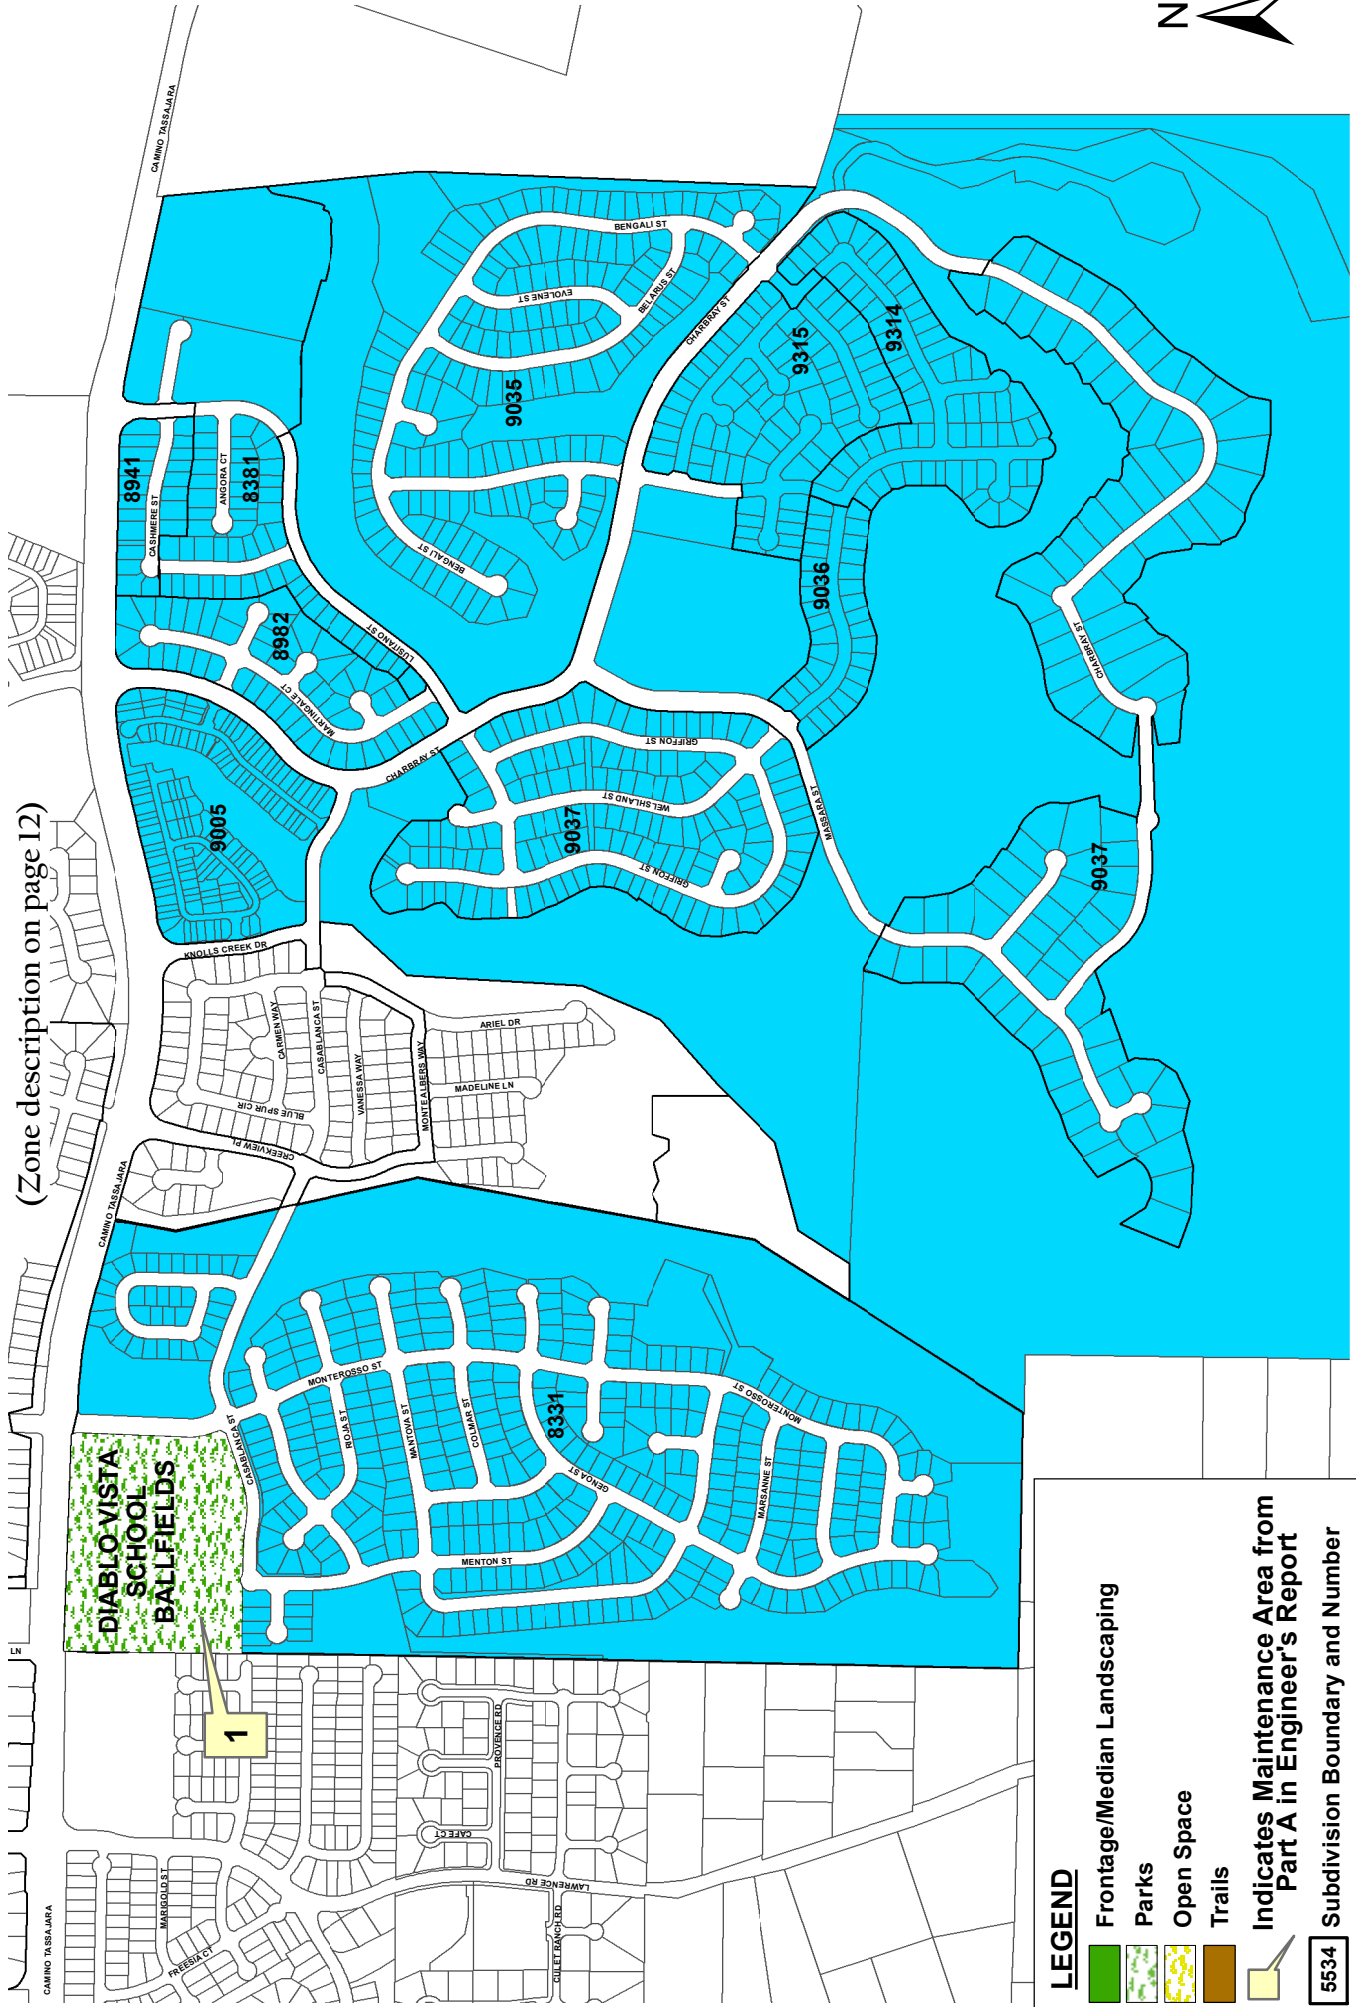 (Zone description on page 12)
N
CAMINO TASSAJARA
CAMINO TASSAJARA
CAMINO TASSAJARA
LN
DIABLO VISTA
SCHOOL
BALLFIELDS
1
MARIGOLD ST
FREESIA CT
LAWRENCE RD
CULET RANCH RD
CAFE CT
PROVENCE RD
CASABLANCA ST
MONTEROSSO ST
RIOJA ST
MANTOVA ST
COLMAR ST
8331
GENOA ST
MENTON ST
MARSANNE ST
MONTEROSSO ST
CREEKVIEW PL
BLUE SPUR CIR
CARMEN WAY
CASABLANCA ST
VANESSA WAY
MONTE ALBERS WAY
MADELINE LN
ARIEL DR
KNOLLS CREEK DR
9005
CHARBRAY ST
MARTINGALE CT
8982
LUSITANO ST
8941
CASHMERE ST
ANGORA CT
8381
9035
BENGALI ST
BENGALI ST
EVOLENE ST
BELARUS ST
CHARBRAY ST
9315
9314
9036
GRIFFON ST
WELSHLAND ST
9037
GRIFFON ST
MASSARA ST
CHARBRAY ST
9037
LEGEND
Frontage/Median Landscaping
Parks
Open Space
Trails
Indicates Maintenance Area from
Part A in Engineer's Report
5534
Subdivision Boundary and Number